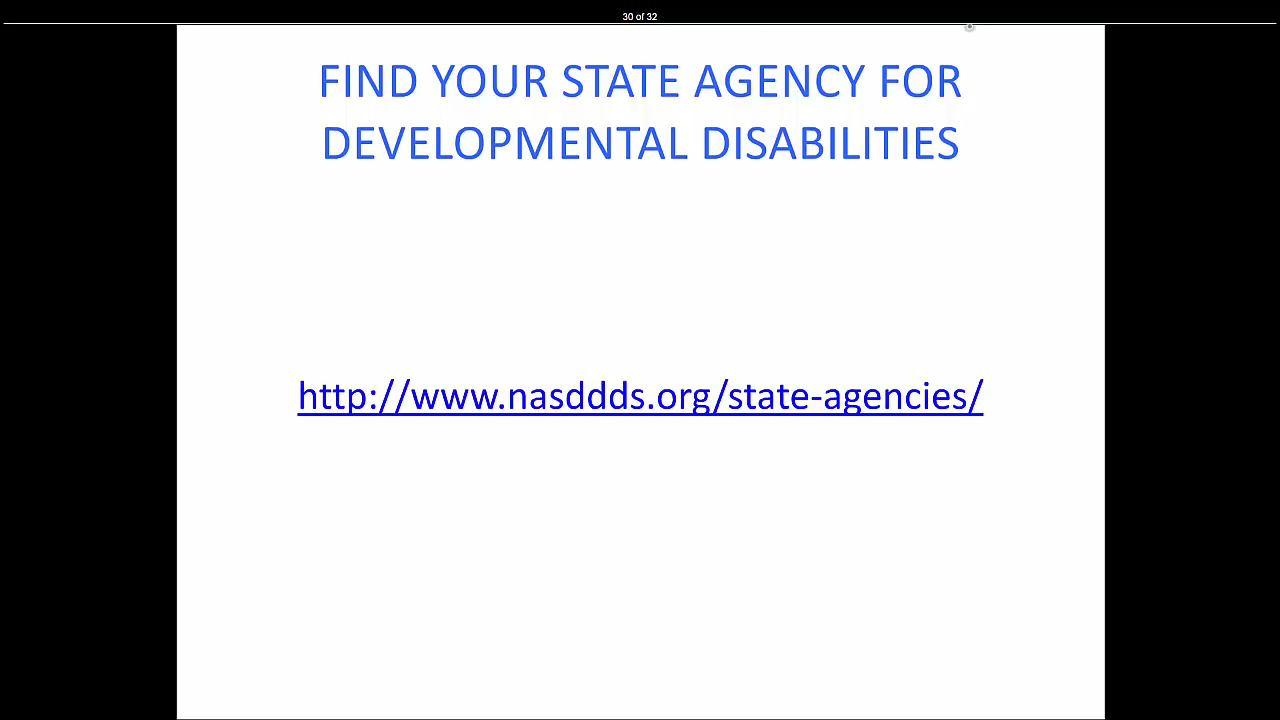 30 of 32
FIND YOUR STATE AGENCY FOR
DEVELOPMENTAL DISABILITIES
http://www.nasddds.org/state-agencies/